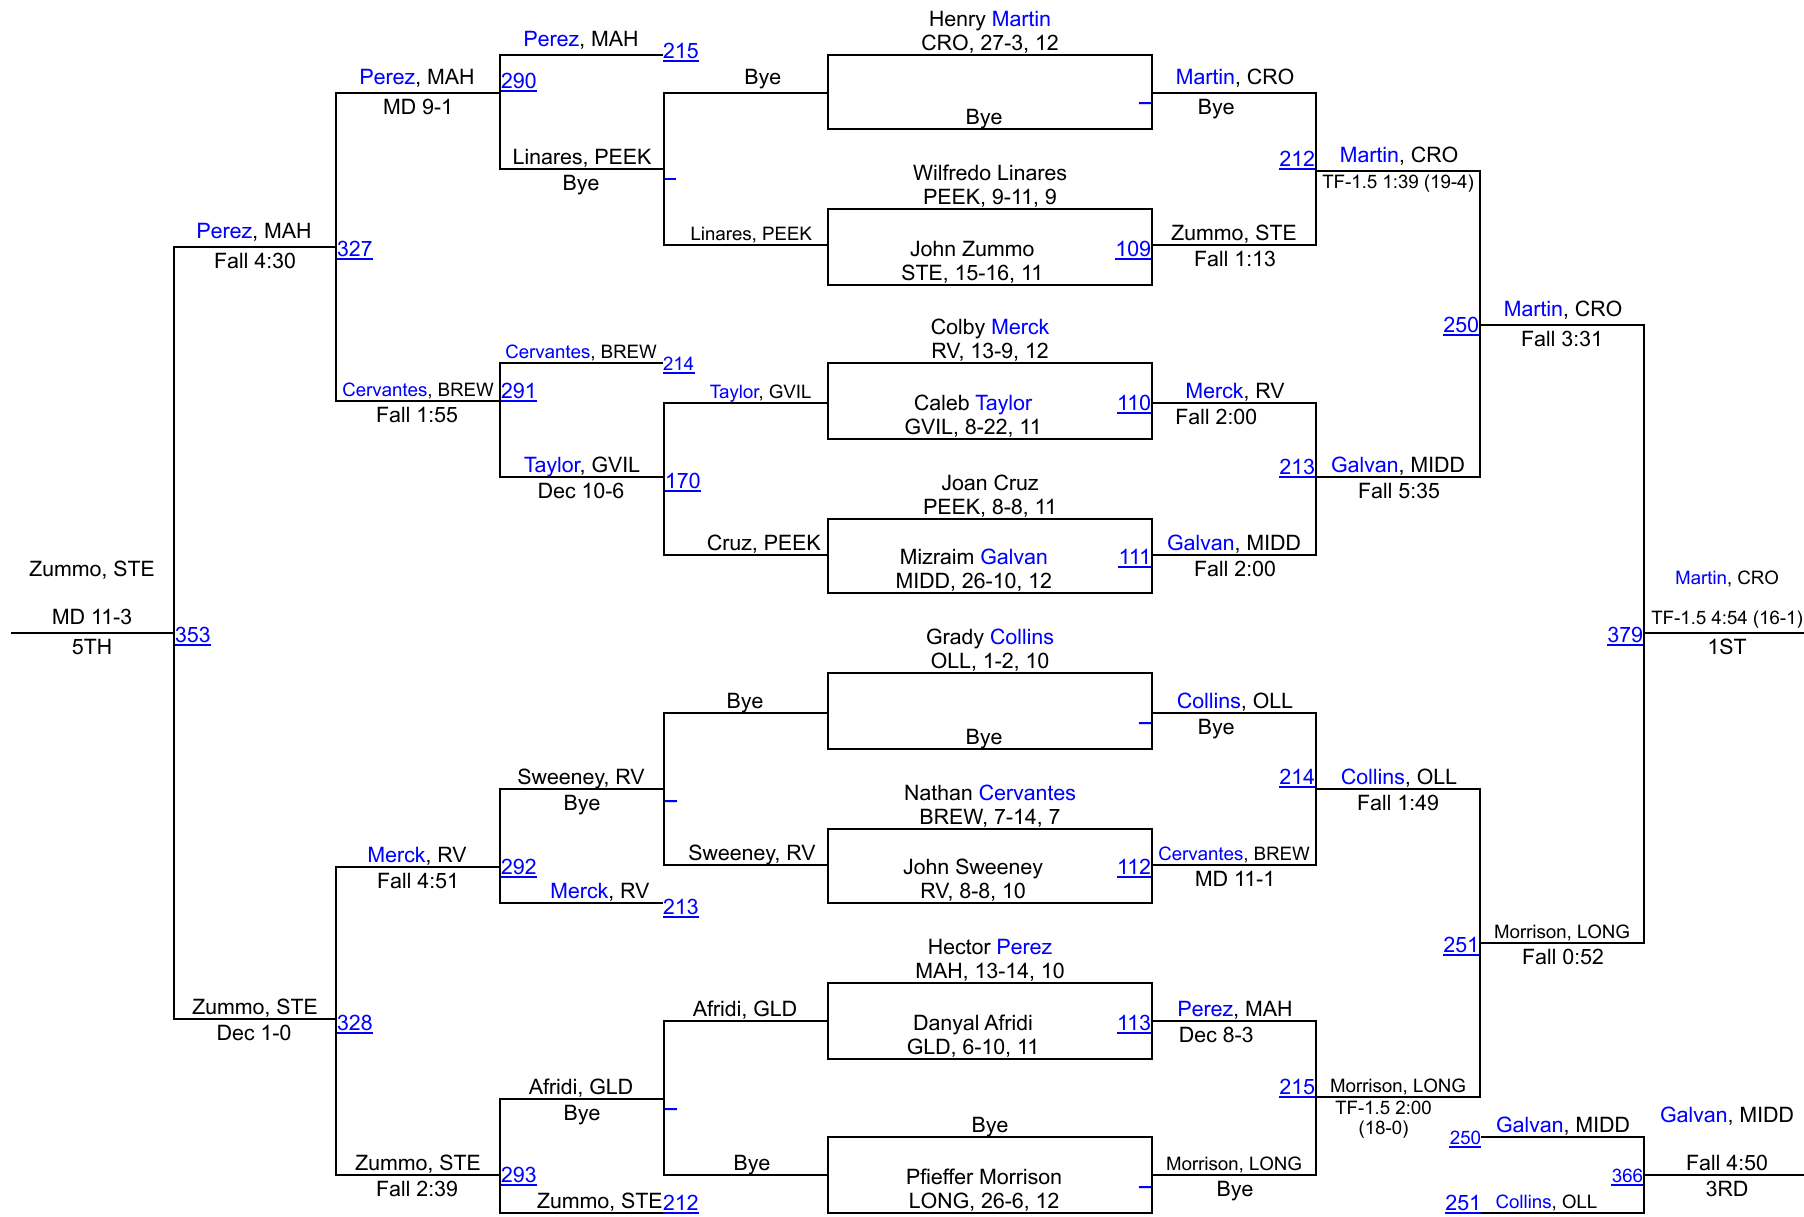 Henry Martin
CRO, 27-3, 12
Perez, MAH
215
Perez, MAH
290
MD 9-1
Bye
Martin, CRO
Bye
Bye
Linares, PEEK
Bye
212
Martin, CRO
TF-1.5 1:39 (19-4)
Wilfredo Linares
PEEK, 9-11, 9
Perez, MAH
Fall 4:30
327
Linares, PEEK
John Zummo
STE, 15-16, 11
109
Zummo, STE
Fall 1:13
Martin, CRO
Fall 3:31
250
Colby Merck
RV, 13-9, 12
Cervantes, BREW
214
Cervantes, BREW
291
Fall 1:55
Taylor, GVIL
Caleb Taylor
GVIL, 8-22, 11
110
Merck, RV
Fall 2:00
Taylor, GVIL
Dec 10-6
170
213
Galvan, MIDD
Fall 5:35
Joan Cruz
PEEK, 8-8, 11
Cruz, PEEK
Mizraim Galvan
MIDD, 26-10, 12
111
Galvan, MIDD
Fall 2:00
Zummo, STE
MD 11-3
5TH
353
Martin, CRO
TF-1.5 4:54 (16-1)
1ST
379
Grady Collins
OLL, 1-2, 10
Bye
Bye
Collins, OLL
Bye
Sweeney, RV
Bye
214
Collins, OLL
Fall 1:49
Nathan Cervantes
BREW, 7-14, 7
Merck, RV
Fall 4:51
292
Sweeney, RV
John Sweeney
RV, 8-8, 10
112
Cervantes, BREW
MD 11-1
Merck, RV
213
251
Morrison, LONG
Fall 0:52
Hector Perez
MAH, 13-14, 10
Zummo, STE
Dec 1-0
328
Afridi, GLD
Danyal Afridi
GLD, 6-10, 11
113
Perez, MAH
Dec 8-3
Afridi, GLD
Bye
215
Morrison, LONG
TF-1.5 2:00
(18-0)
Bye
250
Galvan, MIDD
Galvan, MIDD
Zummo, STE
Fall 2:39
293
Bye
Pfieffer Morrison
LONG, 26-6, 12
Morrison, LONG
Bye
366
Fall 4:50
3RD
Zummo, STE
212
251
Collins, OLL